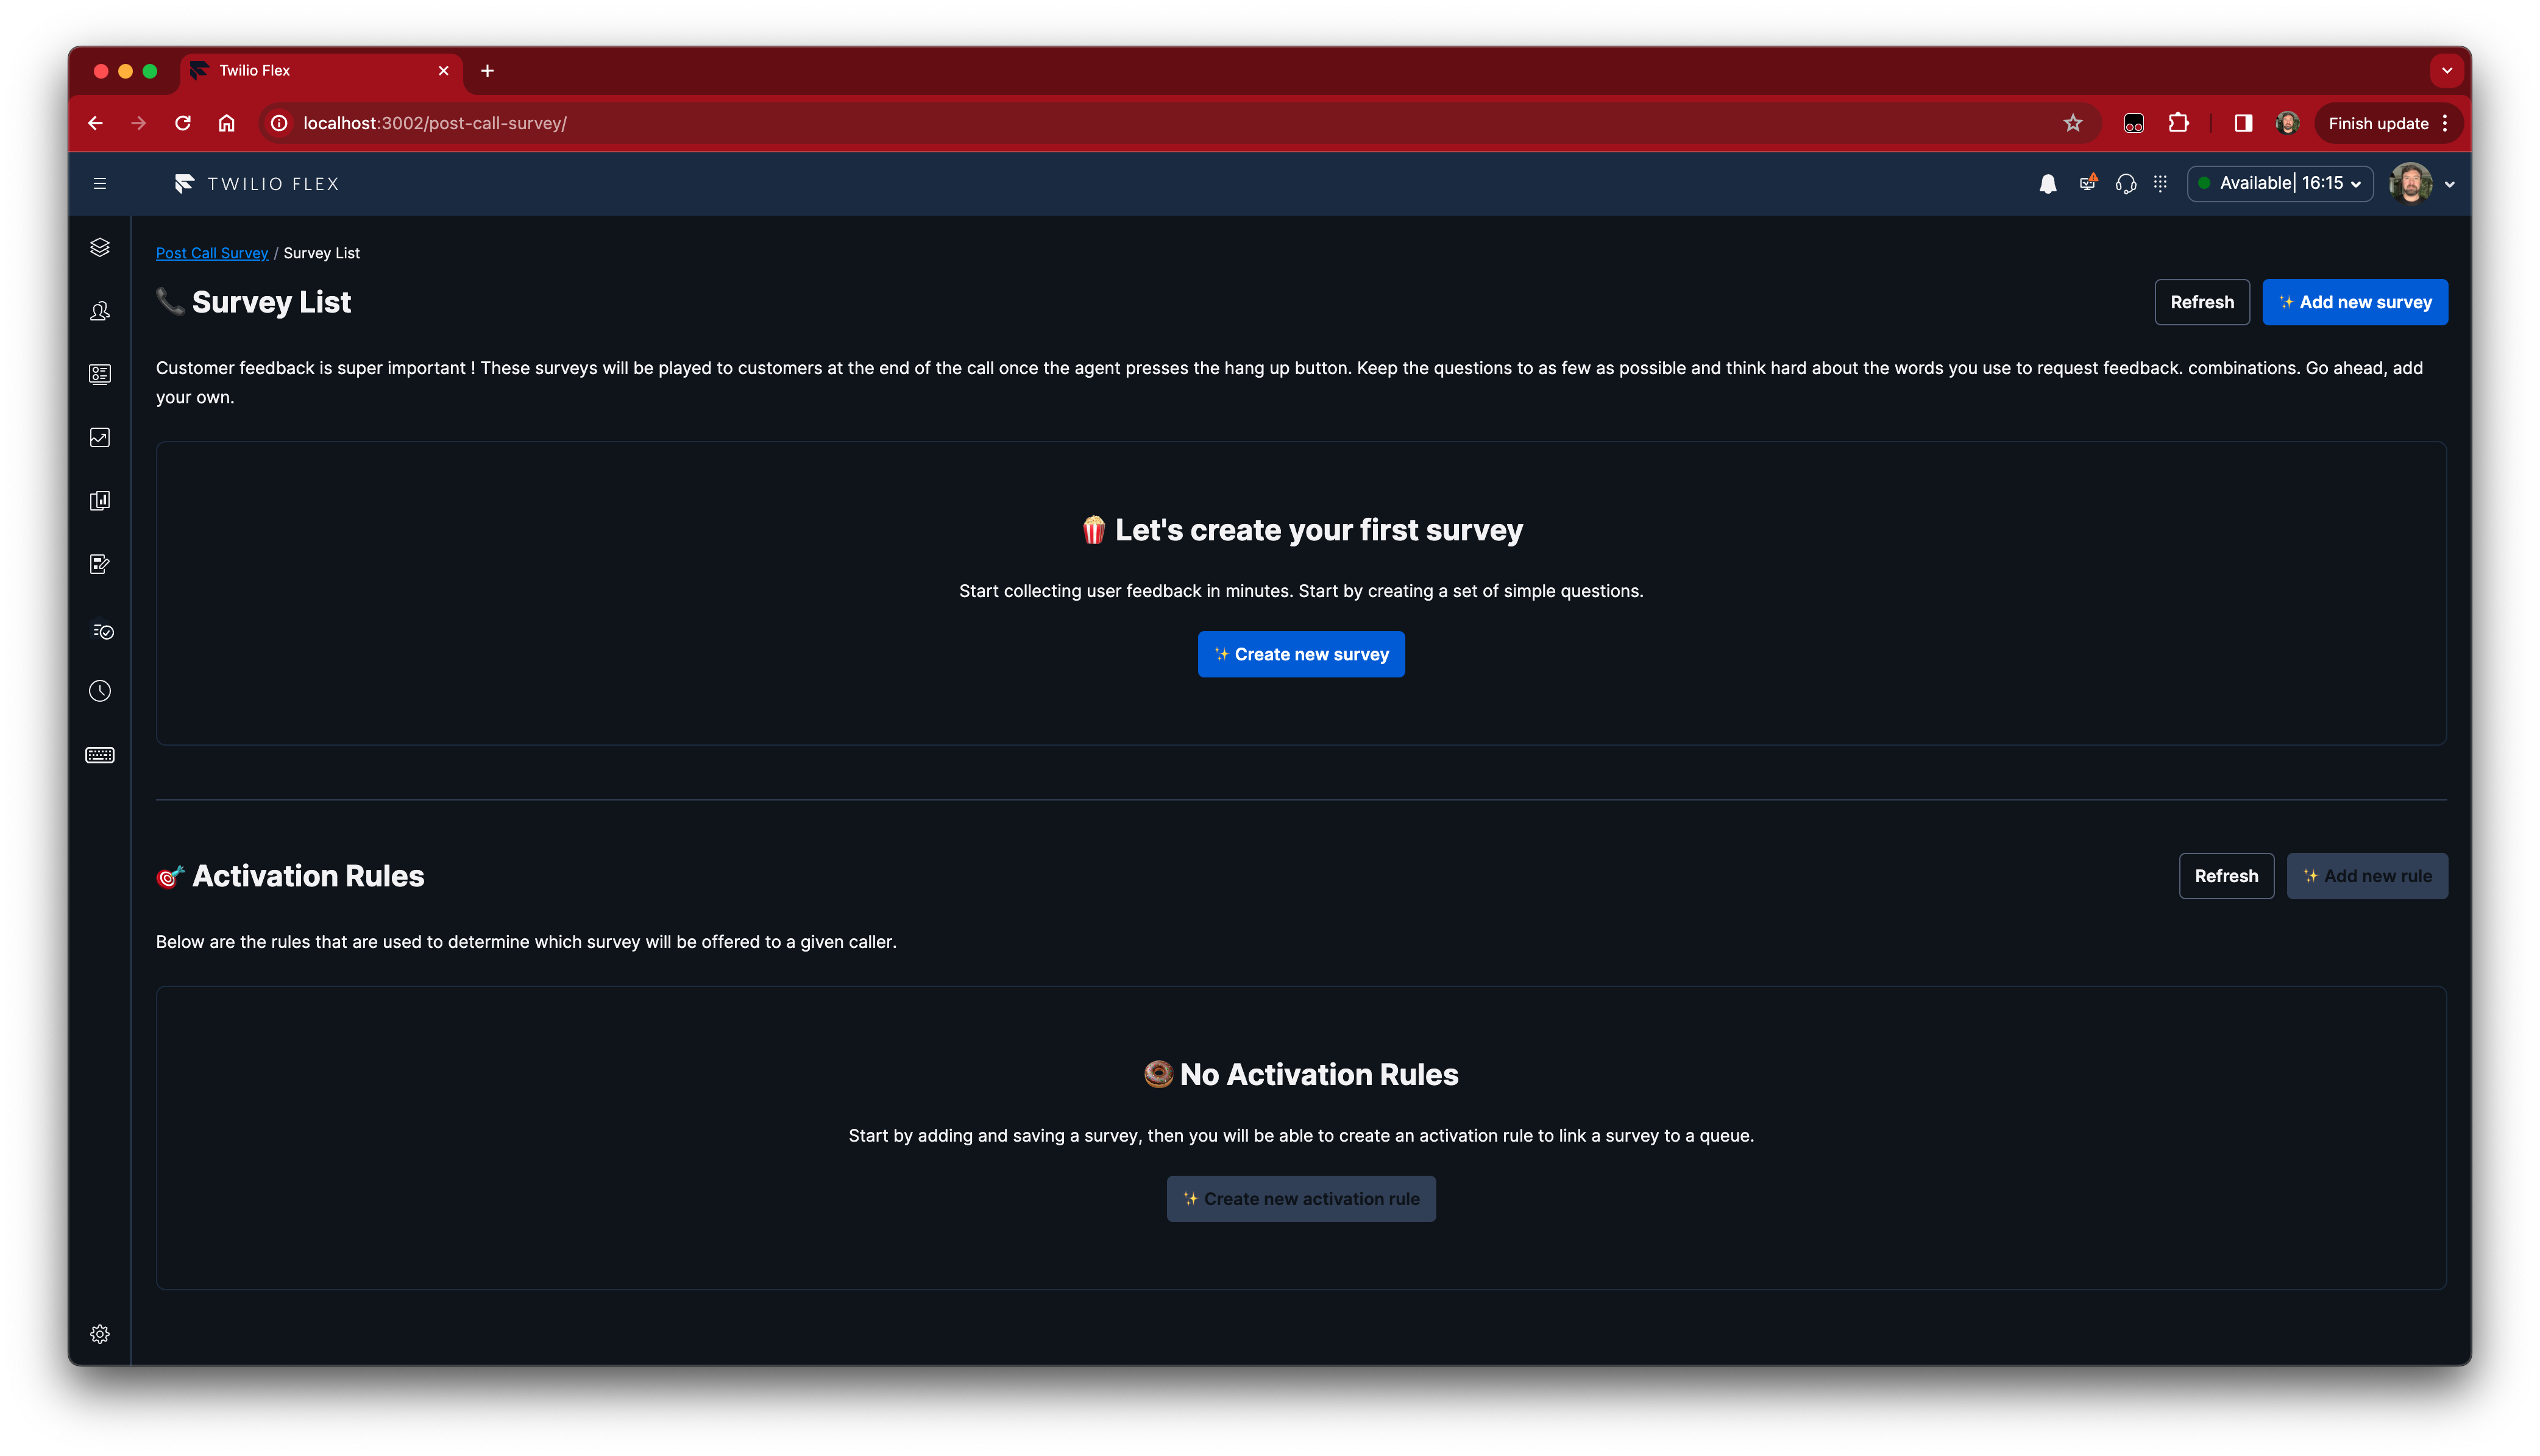 Twilio Flex
localhost:3002/post-call-survey/
Finish update
TWILIO FLEX
Available| 16:15
Post Call Survey / Survey List
📞 Survey List
Refresh
✨ Add new survey
Customer feedback is super important ! These surveys will be played to customers at the end of the call once the agent presses the hang up button. Keep the questions to as few as possible and think hard about the words you use to request feedback. combinations. Go ahead, add
your own.
🍿 Let's create your first survey
Start collecting user feedback in minutes. Start by creating a set of simple questions.
✨ Create new survey
🎯 Activation Rules
Refresh
✨ Add new rule
Below are the rules that are used to determine which survey will be offered to a given caller.
🍩 No Activation Rules
Start by adding and saving a survey, then you will be able to create an activation rule to link a survey to a queue.
✨ Create new activation rule